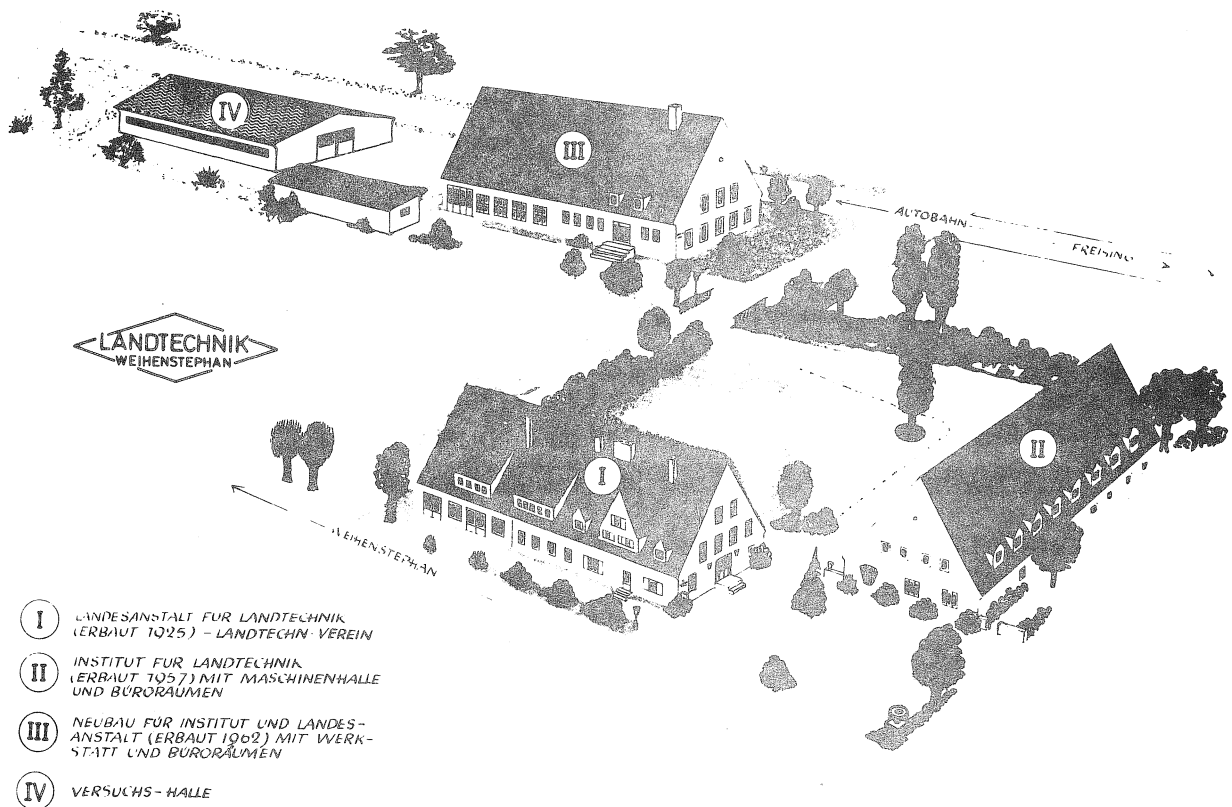 IV
III
AUTOBAHN
FREISING
LANDTECHNIK
WEIHENSTEPHAN
II
I
WEIHENSTEPHAN
I LANDESANSTALT FÜR LANDTECHNIK
(ERBAUT 1925) - LANDTECHN. VEREIN
II INSTITUT FÜR LANDTECHNIK
(ERBAUT 1957) MIT MASCHINENHALLE
UND BÜRORÄUMEN
III NEUBAU FÜR INSTITUT UND LANDES-
ANSTALT (ERBAUT 1962) MIT WERK-
STATT UND BÜRORÄUMEN
IV VERSUCHS-HALLE